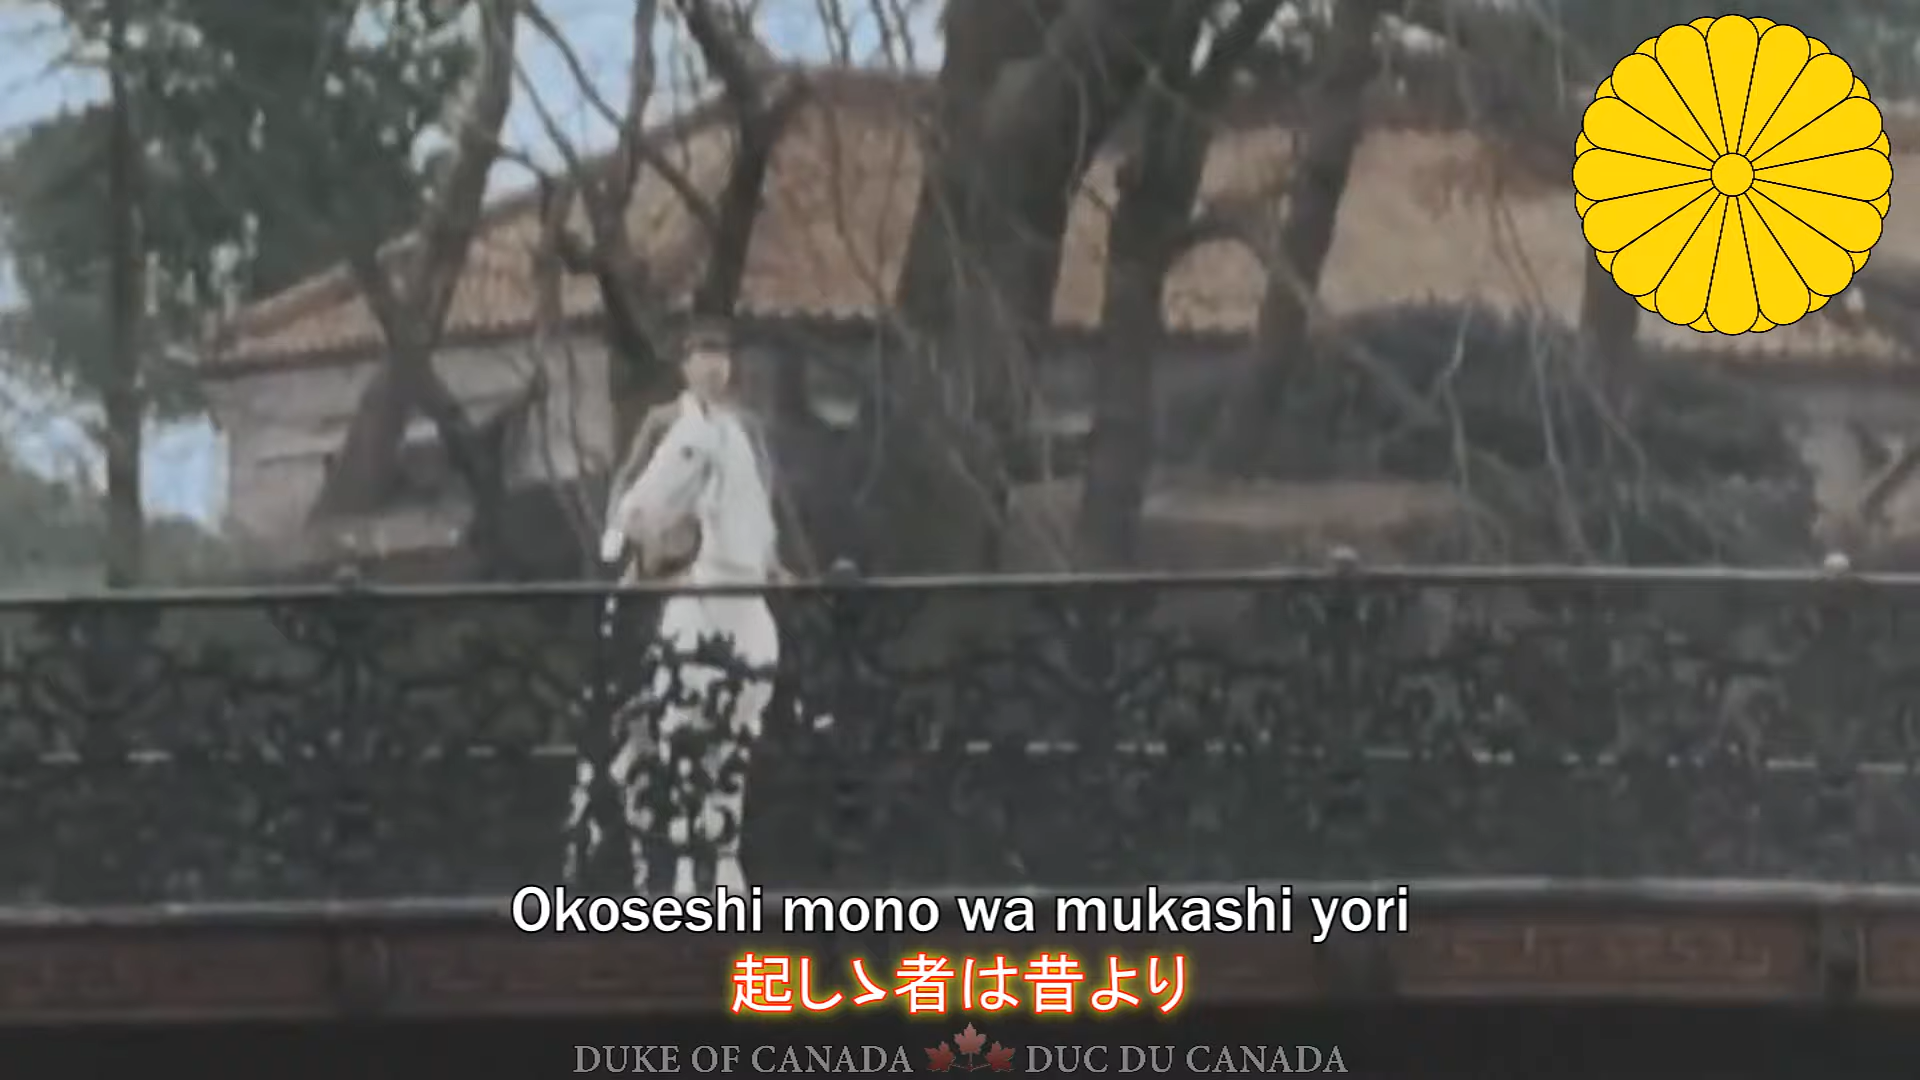 Okoseshi mono wa mukashi yori
起しゝ者は昔より
DUKE OF CANADA DUC DU CANADA